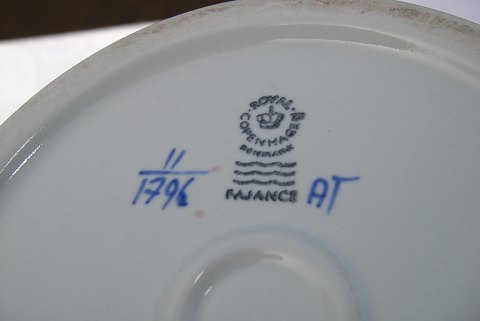 ROYAL COPENHAGEN
DENMARK
FAJANCE
11
1796
AT